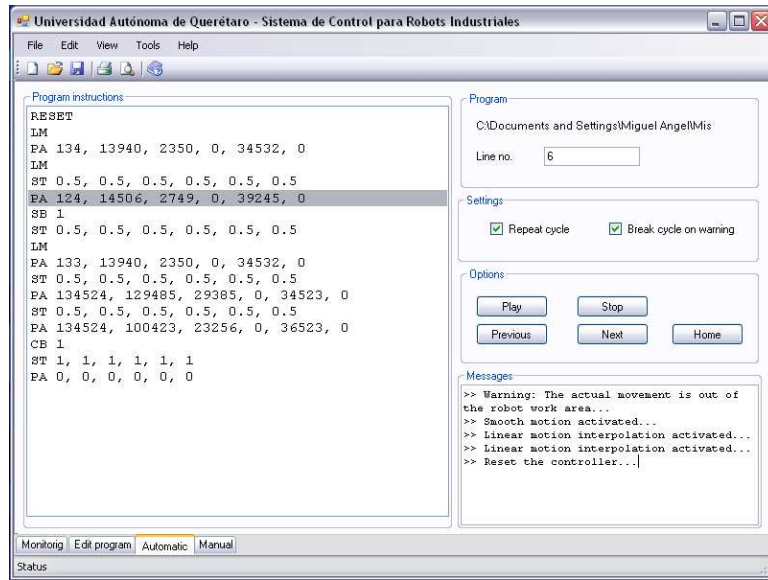 Universidad Autónoma de Querétaro - Sistema de Control para Robots Industriales
File Edit View Tools Help
Program instructions
RESET
LM
PA 134, 13940, 2350, 0, 34532, 0
LM
ST 0.5, 0.5, 0.5, 0.5, 0.5, 0.5
PA 124, 14506, 2749, 0, 39245, 0
SB 1
ST 0.5, 0.5, 0.5, 0.5, 0.5, 0.5
LM
PA 133, 13940, 2350, 0, 34532, 0
ST 0.5, 0.5, 0.5, 0.5, 0.5, 0.5
PA 134524, 129485, 29385, 0, 34523, 0
ST 0.5, 0.5, 0.5, 0.5, 0.5, 0.5
PA 134524, 100423, 23256, 0, 36523, 0
CB 1
ST 1, 1, 1, 1, 1, 1
PA 0, 0, 0, 0, 0, 0
Program
C:\Documents and Settings\Miguel Angel\Mis
Line no. 6
Settings
Repeat cycle Break cycle on warning
Options
Play Stop
Previous Next Home
Messages
>> Warning: The actual movement is out of
the robot work area...
>> Smooth motion activated...
>> Linear motion interpolation activated...
>> Linear motion interpolation activated...
>> Reset the controller...
Monitorig Edit program Automatic Manual
Status